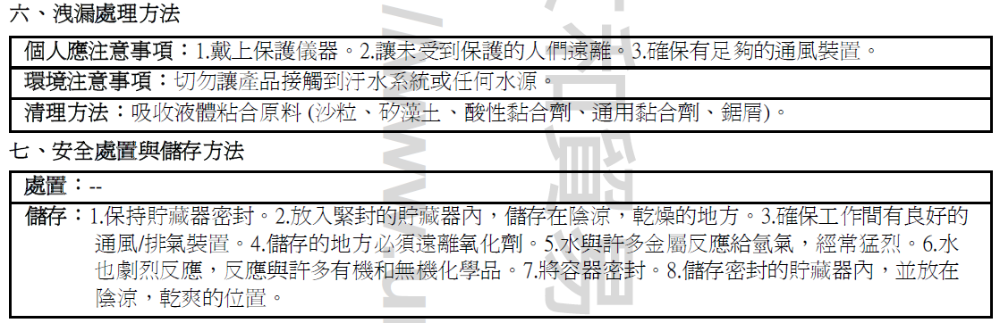 六、洩漏處理方法
個人應注意事項：1.戴上保護儀器。2.讓未受到保護的人們遠離。3.確保有足夠的通風裝置。
環境注意事項：切勿讓產品接觸到汙水系統或任何水源。
清理方法：吸收液體粘合原料 (沙粒、矽藻土、酸性黏合劑、通用黏合劑、鋸屑)。
七、安全處置與儲存方法
處置：--
儲存：1.保持貯藏器密封。2.放入緊封的貯藏器內，儲存在陰涼，乾燥的地方。3.確保工作間有良好的
通風/排氣裝置。4.儲存的地方必須遠離氧化劑。5.水與許多金屬反應給氫氣，經常猛烈。6.水
也劇烈反應，反應與許多有機和無機化學品。7.將容器密封。8.儲存密封的貯藏器內，並放在
陰涼，乾爽的位置。
和貿易
/www.u